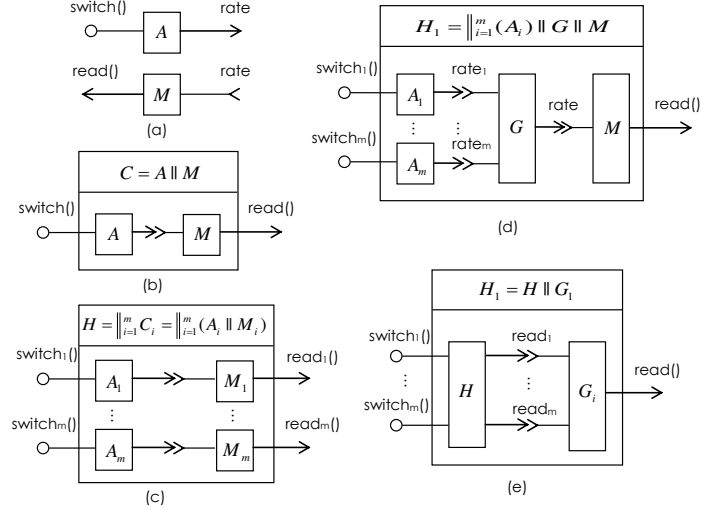 switch()
A
rate
read()
M
rate
(a)
C = A || M
switch()
A
M
read()
(b)
H = ||ᵐᵢ₌₁ Cᵢ = ||ᵐᵢ₌₁ (Aᵢ || Mᵢ)
switch₁()
A₁
M₁
read₁()
⋮
⋮
switchₘ()
Aₘ
Mₘ
readₘ()
(c)
H₁ = ||ᵐᵢ₌₁ (Aᵢ) || G || M
switch₁()
A₁
rate₁
⋮
⋮
G
rate
M
read()
switchₘ()
Aₘ
rateₘ
(d)
H₁ = H || G₁
switch₁()
read₁
⋮
⋮
H
Gᵢ
read()
switchₘ()
readₘ
(e)